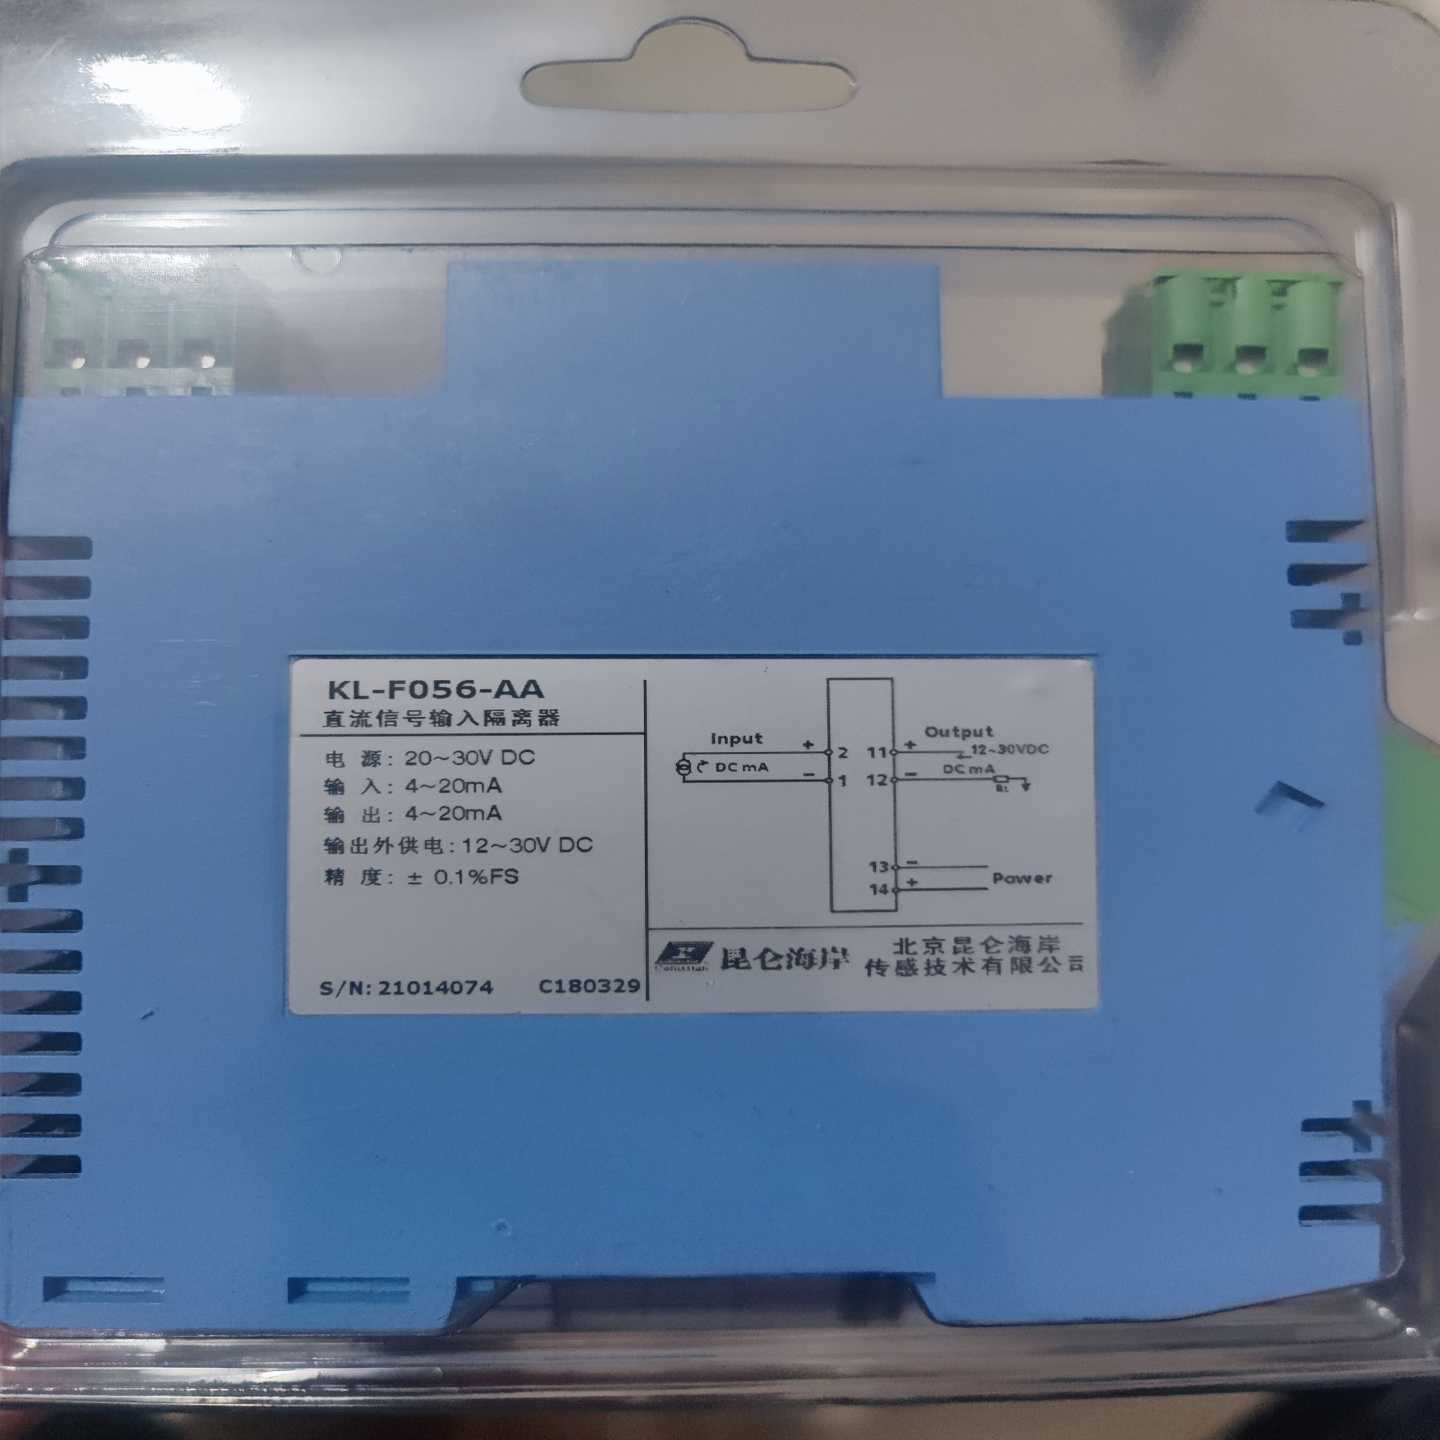 KL-F056-AA
直流信号输入隔离器
电 源: 20~30V DC
输 入: 4~20mA
输 出: 4~20mA
输出外供电: 12~30V DC
精 度: ± 0.1%FS
S/N: 21014074 C180329
Input
+ 2
DC mA
− 1
Output
11 + 12~30VDC
DC mA
12 −
RL
13 −
Power
14 +
昆仑海岸
北京昆仑海岸
传感技术有限公司